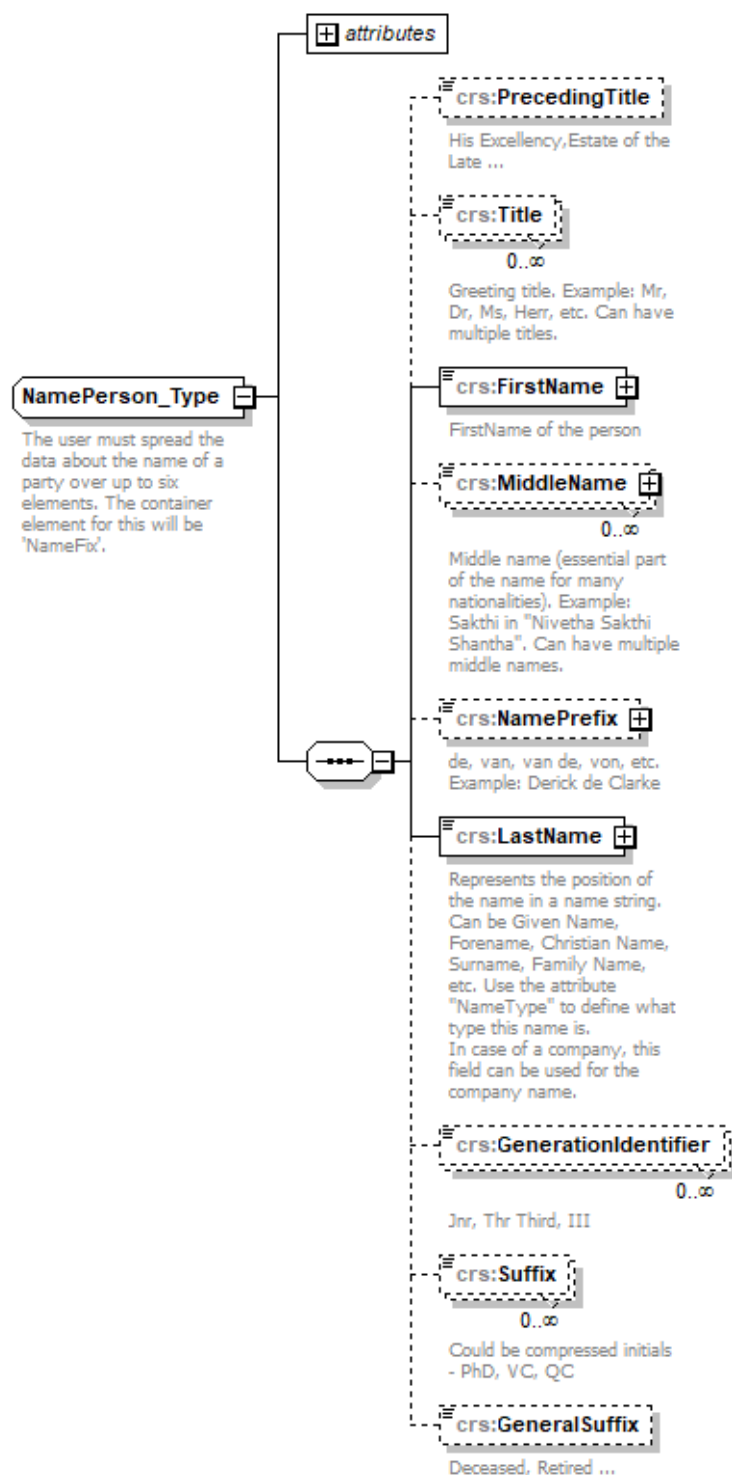 attributes
crs:PrecedingTitle
His Excellency,Estate of the
Late ...
crs:Title
0..∞
Greeting title. Example: Mr,
Dr, Ms, Herr, etc. Can have
multiple titles.
NamePerson_Type
The user must spread the
data about the name of a
party over up to six
elements. The container
element for this will be
'NameFix'.
crs:FirstName
FirstName of the person
crs:MiddleName
0..∞
Middle name (essential part
of the name for many
nationalities). Example:
Sakthi in "Nivetha Sakthi
Shantha". Can have multiple
middle names.
crs:NamePrefix
de, van, van de, von, etc.
Example: Derick de Clarke
crs:LastName
Represents the position of
the name in a name string.
Can be Given Name,
Forename, Christian Name,
Surname, Family Name,
etc. Use the attribute
"NameType" to define what
type this name is.
In case of a company, this
field can be used for the
company name.
crs:GenerationIdentifier
0..∞
Jnr, Thr Third, III
crs:Suffix
0..∞
Could be compressed initials
- PhD, VC, QC
crs:GeneralSuffix
Deceased, Retired ...